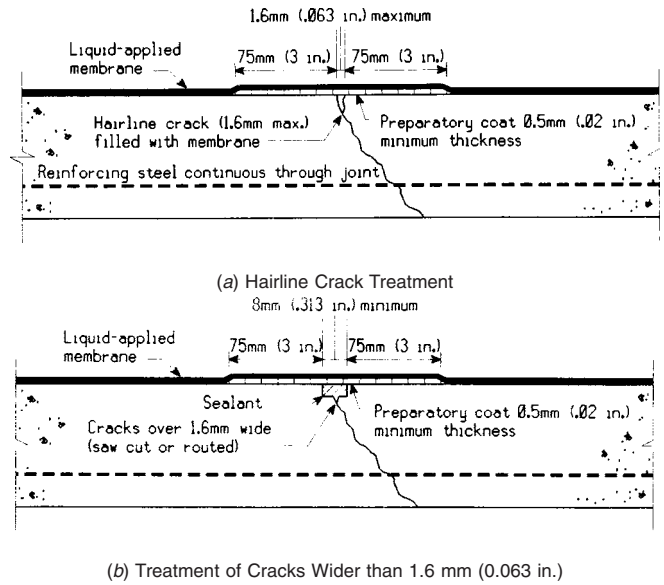 1.6mm (.063 in.) maximum
Liquid-applied
membrane
75mm (3 in.)
75mm (3 in.)
Hairline crack (1.6mm max.)
filled with membrane
Preparatory coat 0.5mm (.02 in.)
minimum thickness
Reinforcing steel continuous through joint
(a) Hairline Crack Treatment
8mm (.313 in.) minimum
Liquid-applied
membrane
75mm (3 in.)
75mm (3 in.)
Sealant
Cracks over 1.6mm wide
(saw cut or routed)
Preparatory coat 0.5mm (.02 in.)
minimum thickness
(b) Treatment of Cracks Wider than 1.6 mm (0.063 in.)